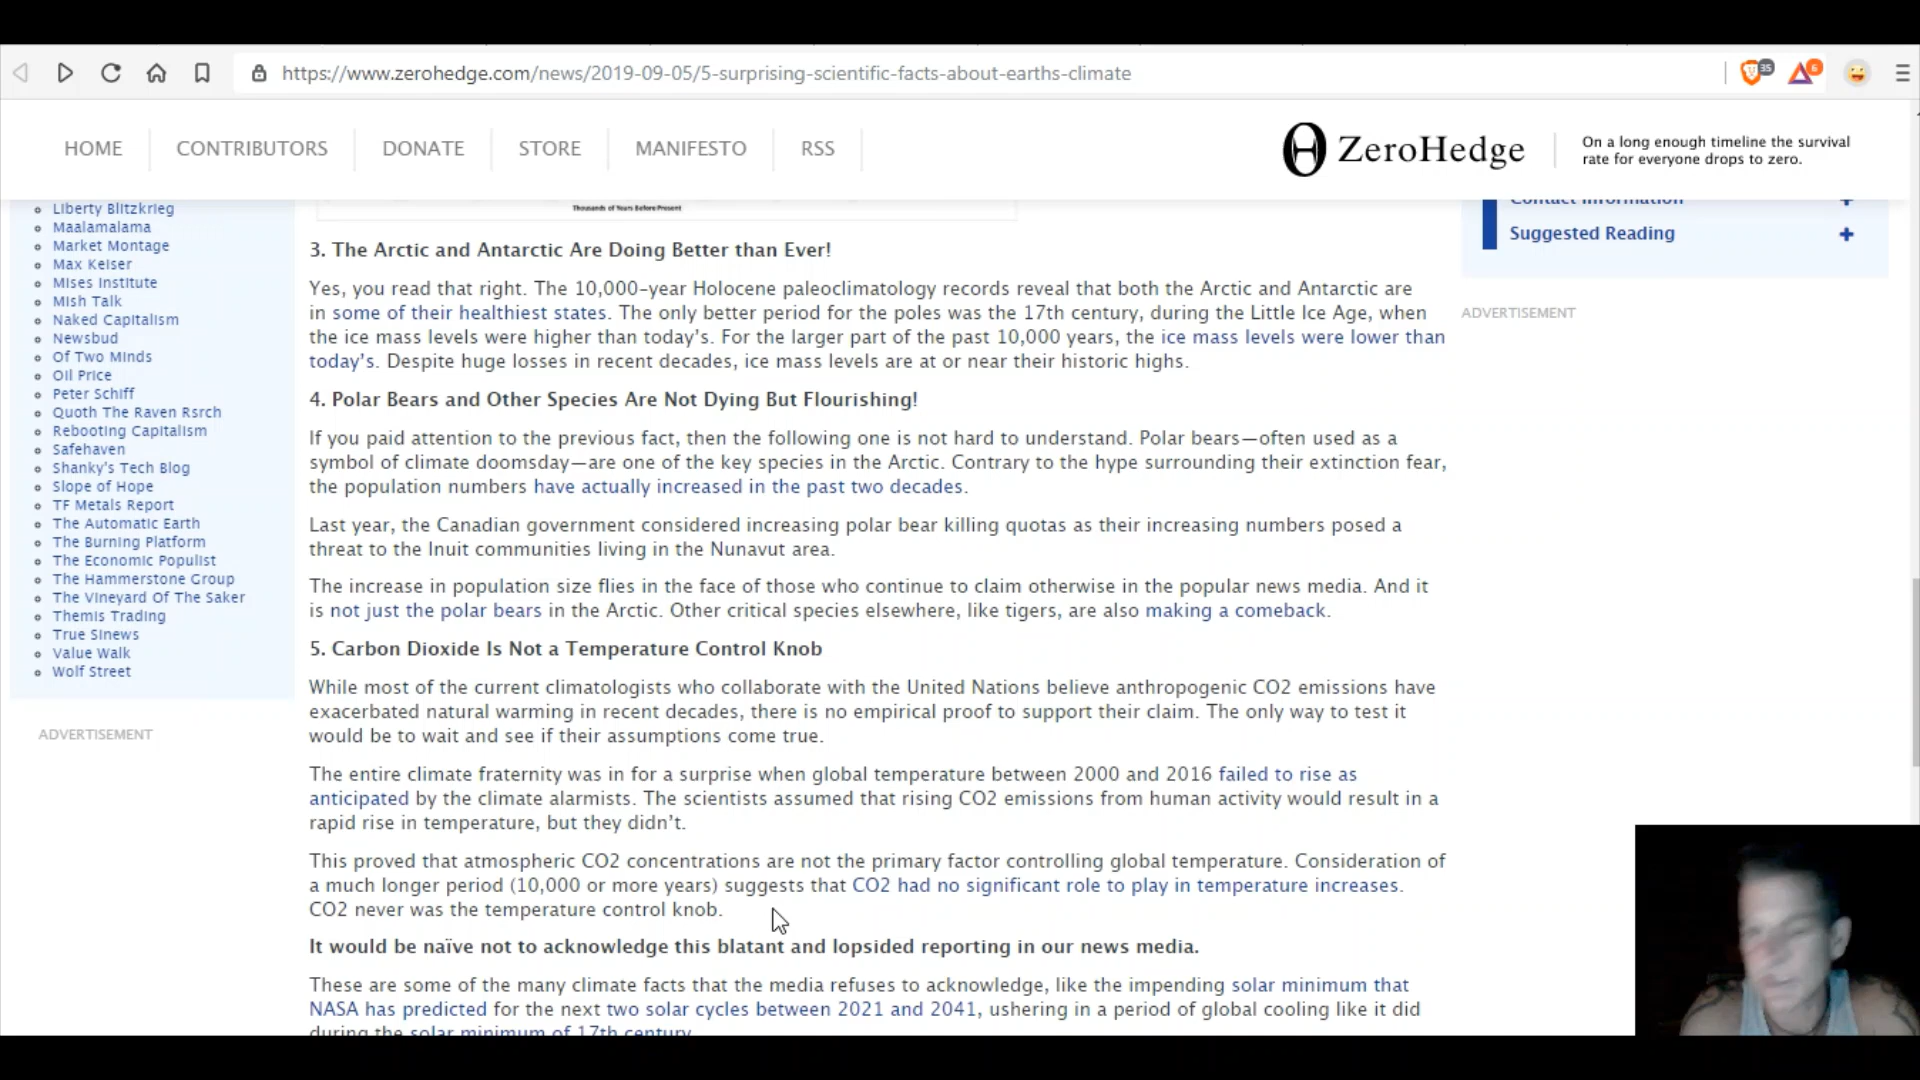 https://www.zerohedge.com/news/2019-09-05/5-surprising-scientific-facts-about-earths-climate
35
6
HOME
CONTRIBUTORS
DONATE
STORE
MANIFESTO
RSS
ZeroHedge
On a long enough timeline the survival
rate for everyone drops to zero.
Liberty Blitzkrieg
Maalamalama
Market Montage
Max Keiser
Mises Institute
Mish Talk
Naked Capitalism
Newsbud
Of Two Minds
Oil Price
Peter Schiff
Quoth The Raven Rsrch
Rebooting Capitalism
Safehaven
Shanky's Tech Blog
Slope of Hope
TF Metals Report
The Automatic Earth
The Burning Platform
The Economic Populist
The Hammerstone Group
The Vineyard Of The Saker
Themis Trading
True Sinews
Value Walk
Wolf Street
ADVERTISEMENT
Thousands of Years Before Present
3. The Arctic and Antarctic Are Doing Better than Ever!
Yes, you read that right. The 10,000-year Holocene paleoclimatology records reveal that both the Arctic and Antarctic are
in some of their healthiest states. The only better period for the poles was the 17th century, during the Little Ice Age, when
the ice mass levels were higher than today's. For the larger part of the past 10,000 years, the ice mass levels were lower than
today's. Despite huge losses in recent decades, ice mass levels are at or near their historic highs.
4. Polar Bears and Other Species Are Not Dying But Flourishing!
If you paid attention to the previous fact, then the following one is not hard to understand. Polar bears—often used as a
symbol of climate doomsday—are one of the key species in the Arctic. Contrary to the hype surrounding their extinction fear,
the population numbers have actually increased in the past two decades.
Last year, the Canadian government considered increasing polar bear killing quotas as their increasing numbers posed a
threat to the Inuit communities living in the Nunavut area.
The increase in population size flies in the face of those who continue to claim otherwise in the popular news media. And it
is not just the polar bears in the Arctic. Other critical species elsewhere, like tigers, are also making a comeback.
5. Carbon Dioxide Is Not a Temperature Control Knob
While most of the current climatologists who collaborate with the United Nations believe anthropogenic CO2 emissions have
exacerbated natural warming in recent decades, there is no empirical proof to support their claim. The only way to test it
would be to wait and see if their assumptions come true.
The entire climate fraternity was in for a surprise when global temperature between 2000 and 2016 failed to rise as
anticipated by the climate alarmists. The scientists assumed that rising CO2 emissions from human activity would result in a
rapid rise in temperature, but they didn't.
This proved that atmospheric CO2 concentrations are not the primary factor controlling global temperature. Consideration of
a much longer period (10,000 or more years) suggests that CO2 had no significant role to play in temperature increases.
CO2 never was the temperature control knob.
It would be naïve not to acknowledge this blatant and lopsided reporting in our news media.
These are some of the many climate facts that the media refuses to acknowledge, like the impending solar minimum that
NASA has predicted for the next two solar cycles between 2021 and 2041, ushering in a period of global cooling like it did
during the solar minimum of 17th century.
Contact Information
Suggested Reading
ADVERTISEMENT